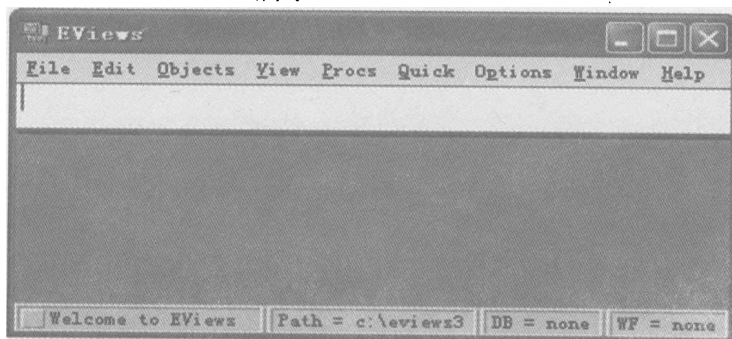 EViews
File Edit Objects View Procs Quick Options Window Help
Welcome to EViews Path = c:\eviews3 DB = none WF = none